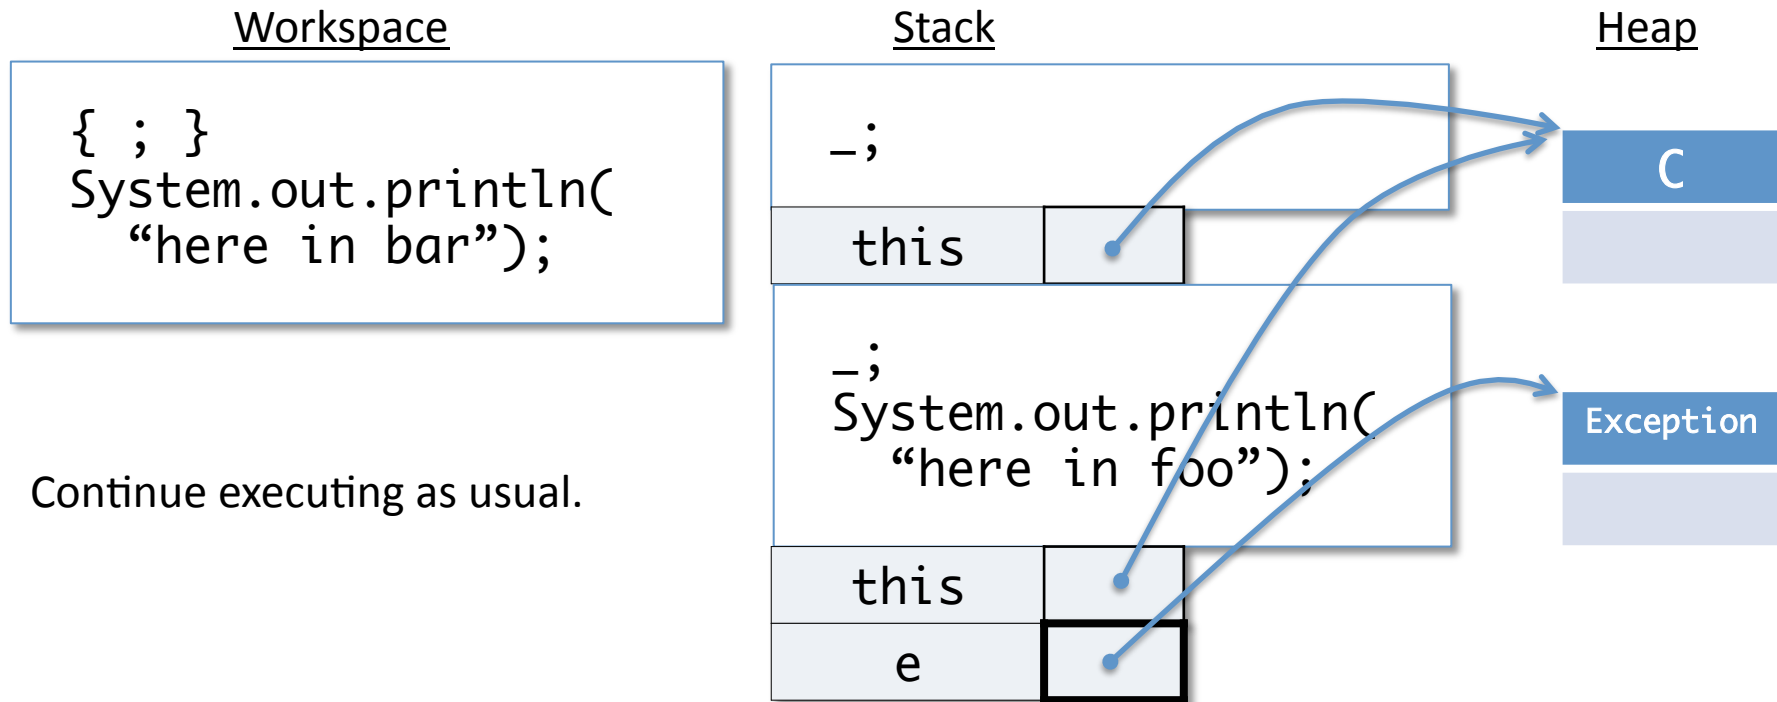 Workspace
{ ; }
System.out.println(
“here in bar”);
Continue executing as usual.
Stack
_;
this
_;
System.out.println(
“here in foo”);
this
e
Heap
C
Exception